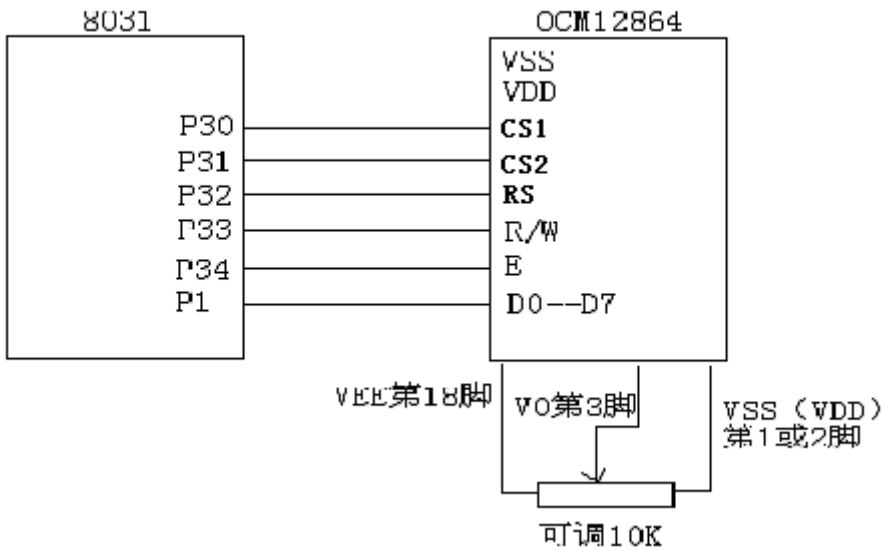 8031
OCM12864
VSS
VDD
P30
CS1
P31
CS2
P32
RS
P33
R/W
P34
E
P1
D0--D7
VEE第18脚
V0第3脚
VSS（VDD）
第1或2脚
可调10K